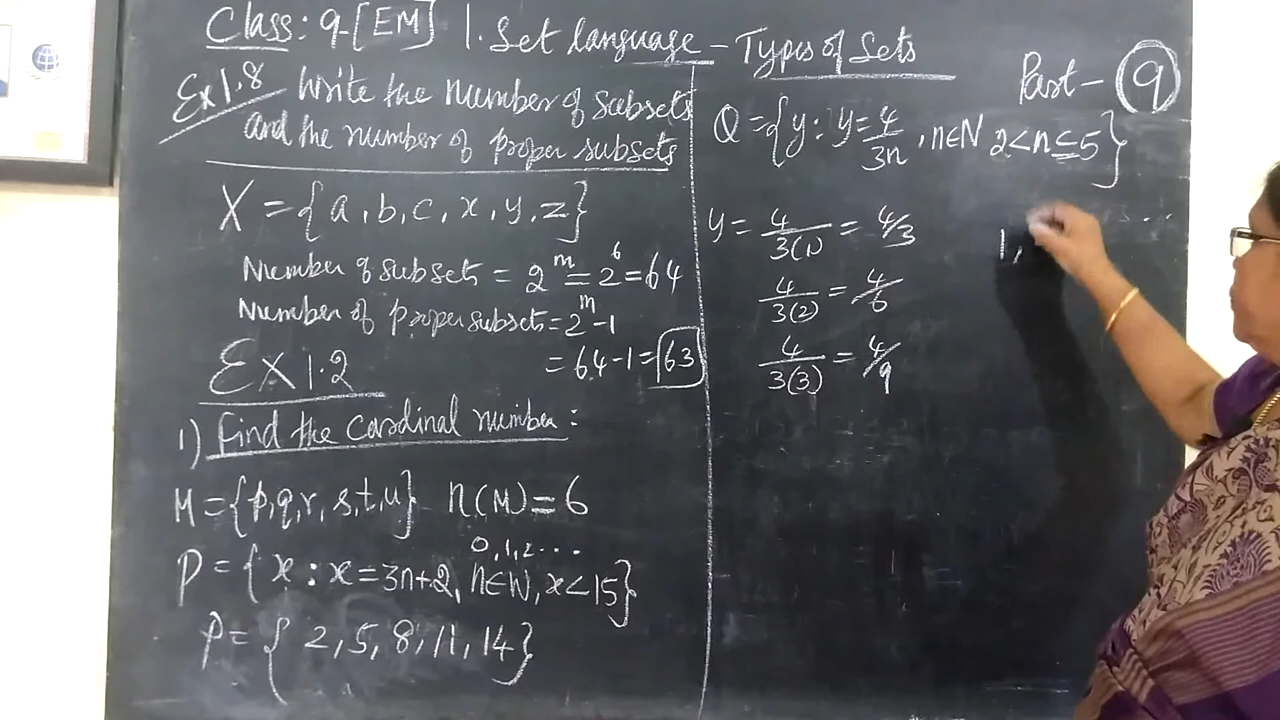 Class: 9-[EM] 1. Set language - Types of Sets
Part - 9
Ex 1.8 Write the Number of subsets
and the number of proper subsets
X = {a, b, c, x, y, z}
Number of subsets = 2^m = 2^6 = 64
Number of proper subsets = 2^m - 1
= 64 - 1 = 63
Ex 1.2
1) Find the cardinal number:
M = {p, q, r, s, t, u} n(M) = 6
0, 1, 2 ...
P = {x : x = 3n+2, n∈W, x < 15}
P = { 2, 5, 8, 11, 14}
Q = {y : y = 4/3n, n∈N 2 < n ≤ 5}
y = 4/3(1) = 4/3
4/3(2) = 4/6
4/3(3) = 4/9
1,